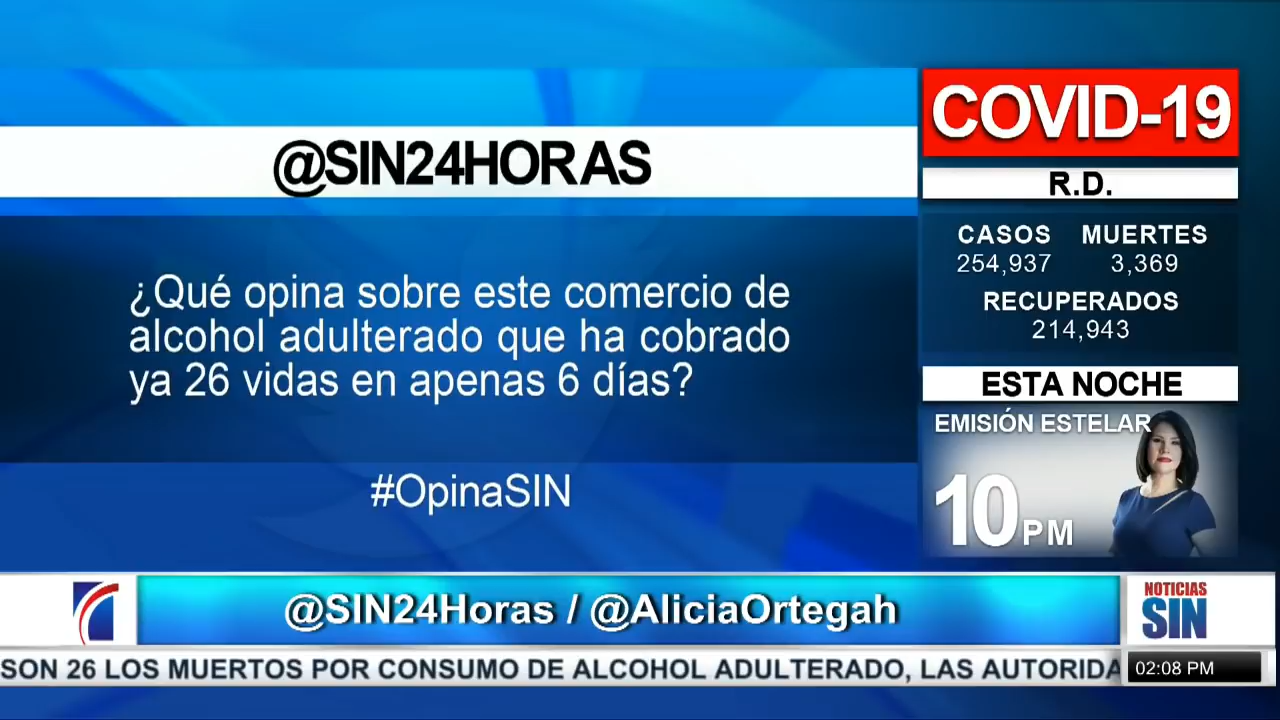 @SIN24HORAS
¿Qué opina sobre este comercio de
alcohol adulterado que ha cobrado
ya 26 vidas en apenas 6 días?
#OpinaSIN
COVID-19
R.D.
CASOS MUERTES
254,937 3,369
RECUPERADOS
214,943
ESTA NOCHE
EMISIÓN ESTELAR
10 PM
@SIN24Horas / @AliciaOrtegah
NOTICIAS
SIN
SON 26 LOS MUERTOS POR CONSUMO DE ALCOHOL ADULTERADO, LAS AUTORIDA
02:08 PM